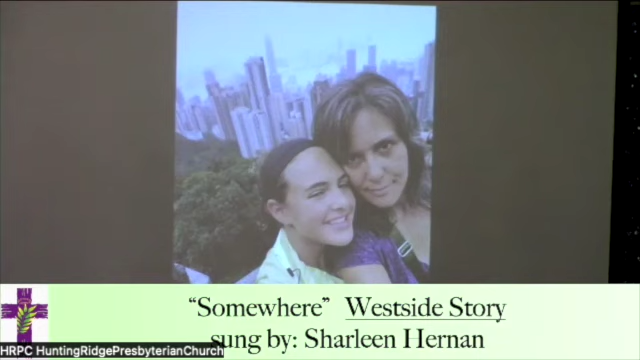 “Somewhere”  Westside Story
sung by: Sharleen Hernan
HRPC HuntingRidgePresbyterianChurch